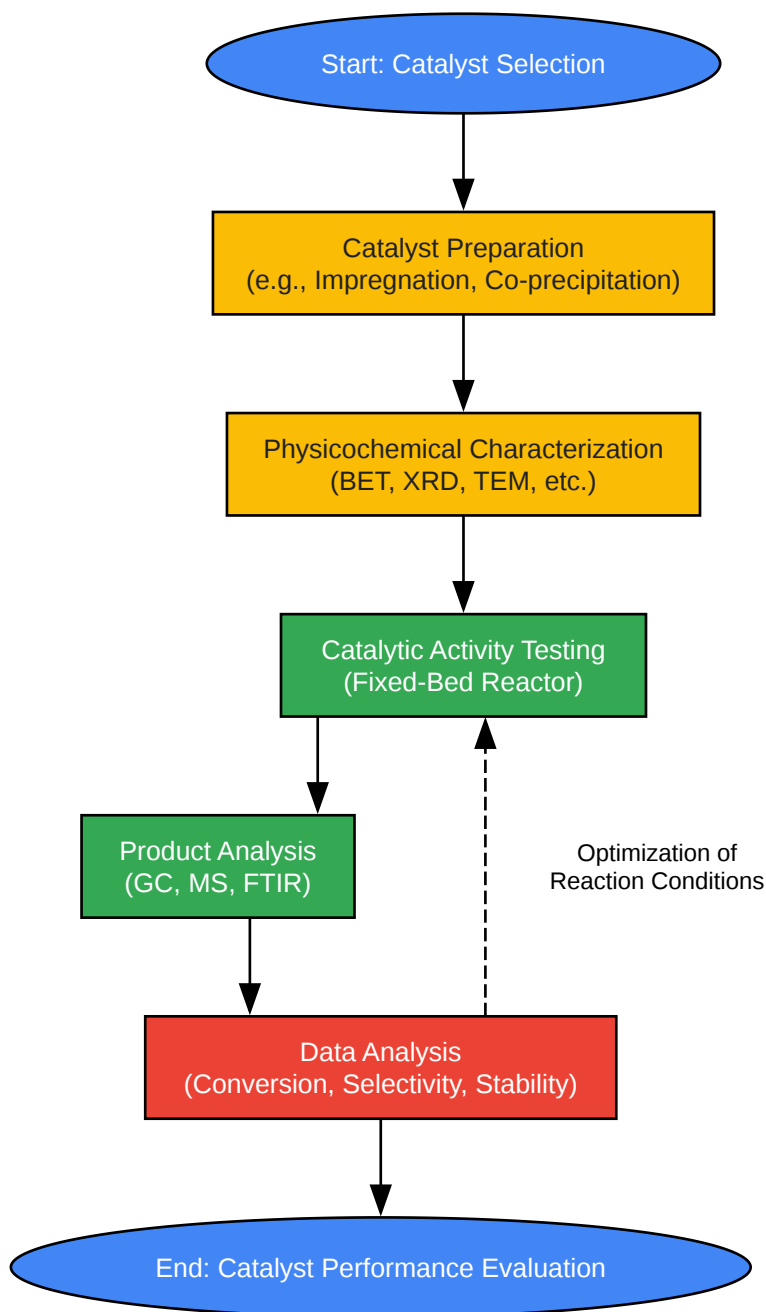 Start: Catalyst Selection
Catalyst Preparation
(e.g., Impregnation, Co-precipitation)
Physicochemical Characterization
(BET, XRD, TEM, etc.)
Catalytic Activity Testing
(Fixed-Bed Reactor)
Product Analysis
(GC, MS, FTIR)
Optimization of
Reaction Conditions
Data Analysis
(Conversion, Selectivity, Stability)
End: Catalyst Performance Evaluation